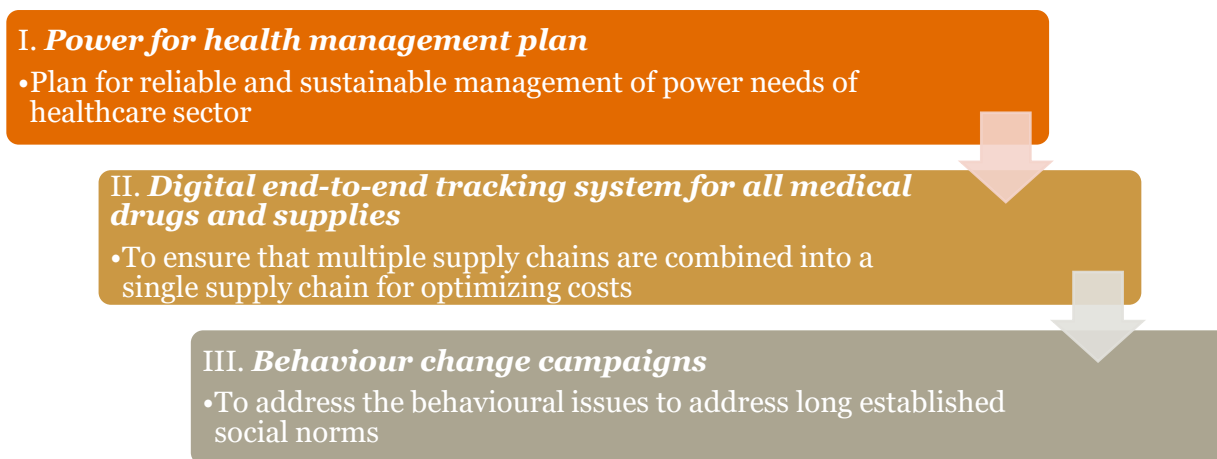 I. Power for health management plan
•Plan for reliable and sustainable management of power needs of
healthcare sector
II. Digital end-to-end tracking system for all medical
drugs and supplies
•To ensure that multiple supply chains are combined into a
single supply chain for optimizing costs
III. Behaviour change campaigns
•To address the behavioural issues to address long established
social norms